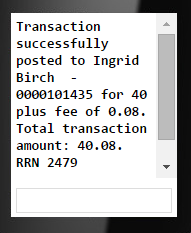 Transaction
successfully
posted to Ingrid
Birch  -
0000101435 for 40
plus fee of 0.08.
Total transaction
amount: 40.08.
RRN 2479